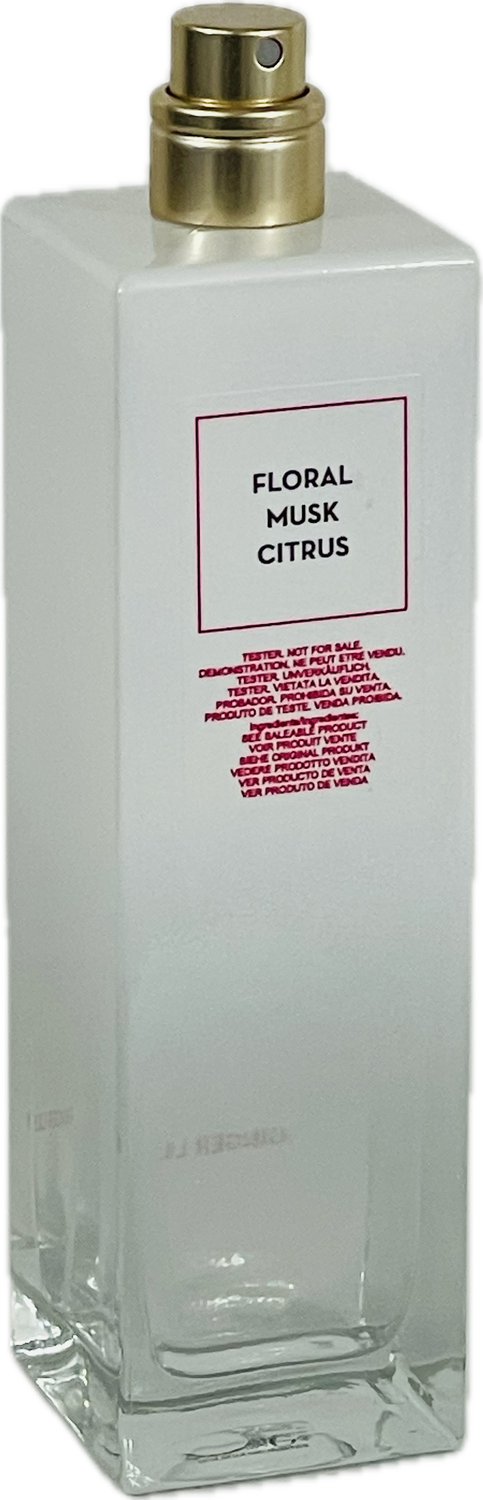 FLORAL
MUSK
CITRUS
TESTER, NOT FOR SALE.
DEMONSTRATION, NE PEUT ETRE VENDU.
TESTER, UNVERKÄUFLICH.
TESTER, VIETATA LA VENDITA.
PROBADOR, PROHIBIDA SU VENTA.
PRODUTO DE TESTE, VENDA PROIBIDA.
Ingredients/Ingredientes:
SEE SALEABLE PRODUCT
VOIR PRODUIT VENTE
SIEHE ORIGINAL PRODUKT
VEDERE PRODOTTO VENDITA
VER PRODUCTO DE VENTA
VER PRODUTO DE VENDA
GINGER